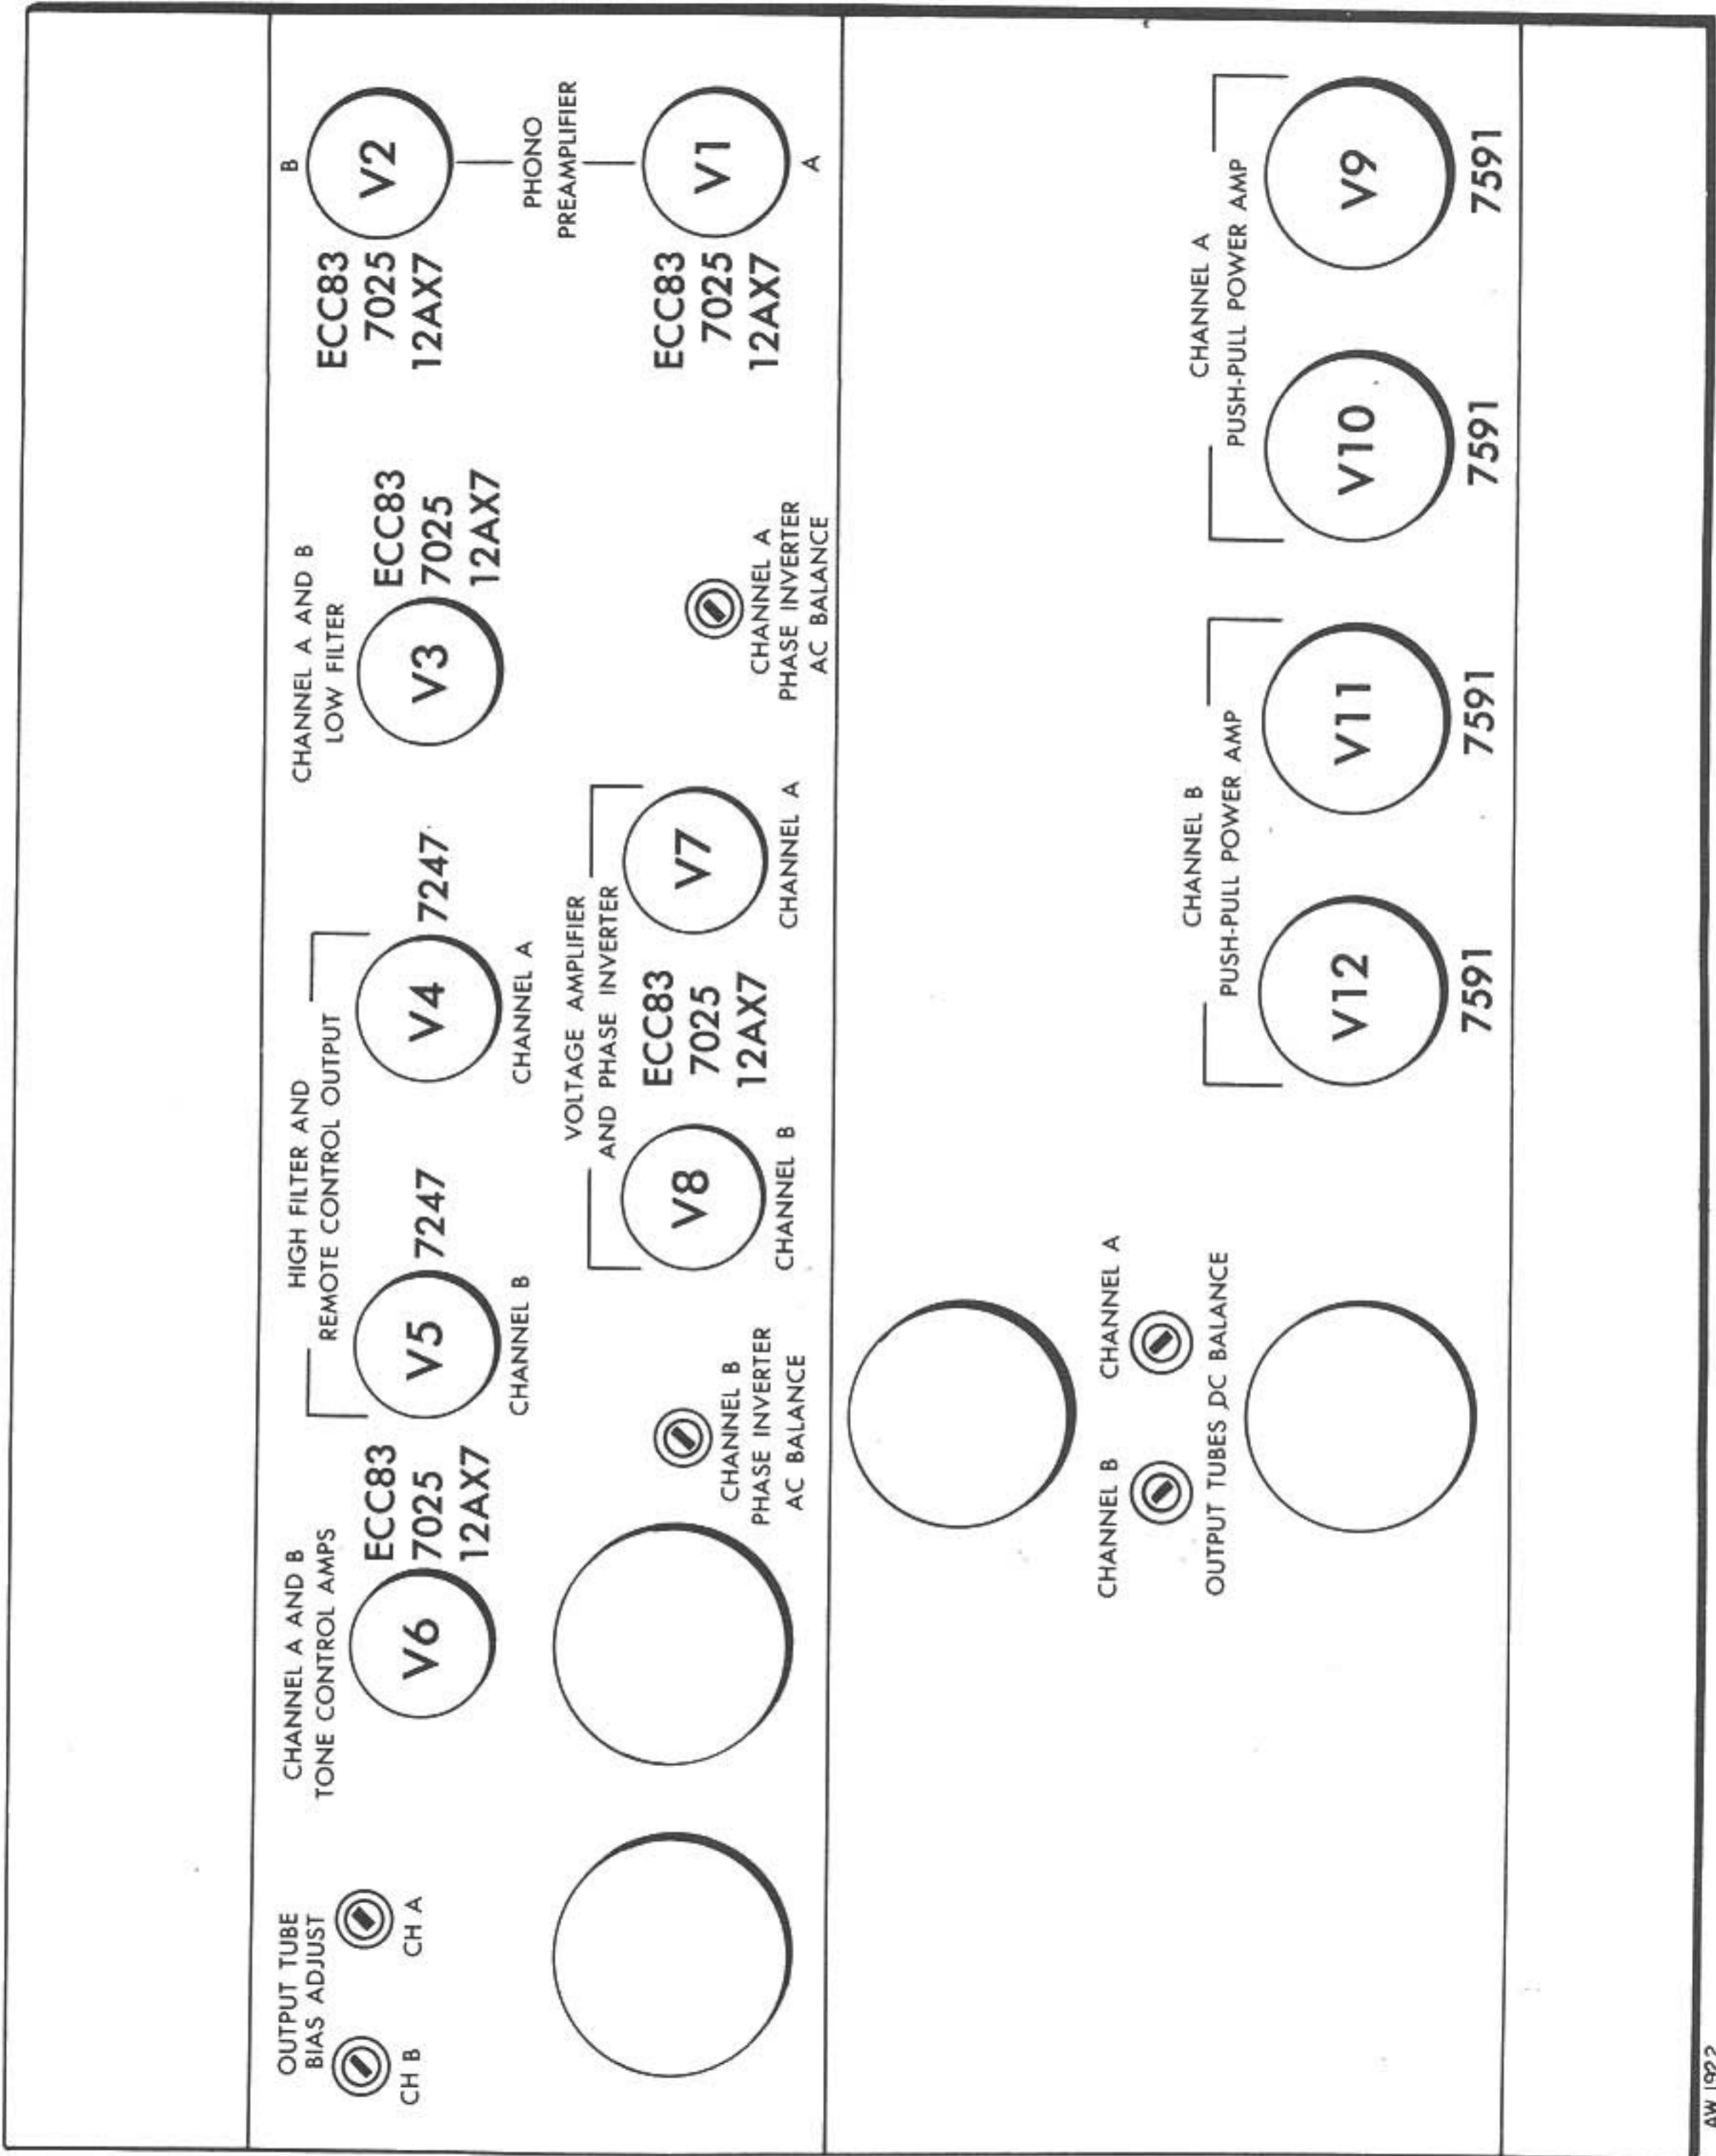 OUTPUT TUBE
BIAS ADJUST
CH B
CH A
CHANNEL A AND B
TONE CONTROL AMPS
V6
ECC83
7025
12AX7
HIGH FILTER AND
REMOTE CONTROL OUTPUT
V5
7247
CHANNEL B
V4
7247
CHANNEL A
CHANNEL A AND B
LOW FILTER
V3
ECC83
7025
12AX7
B
V2
ECC83
7025
12AX7
PHONO
PREAMPLIFIER
V1
A
ECC83
7025
12AX7
CHANNEL B
PHASE INVERTER
AC BALANCE
VOLTAGE AMPLIFIER
AND PHASE INVERTER
V8
CHANNEL B
ECC83
7025
12AX7
V7
CHANNEL A
CHANNEL A
PHASE INVERTER
AC BALANCE
CHANNEL B
CHANNEL A
OUTPUT TUBES DC BALANCE
CHANNEL B
PUSH-PULL POWER AMP
V12
7591
V11
7591
CHANNEL A
PUSH-PULL POWER AMP
V10
7591
V9
7591
AW 1922